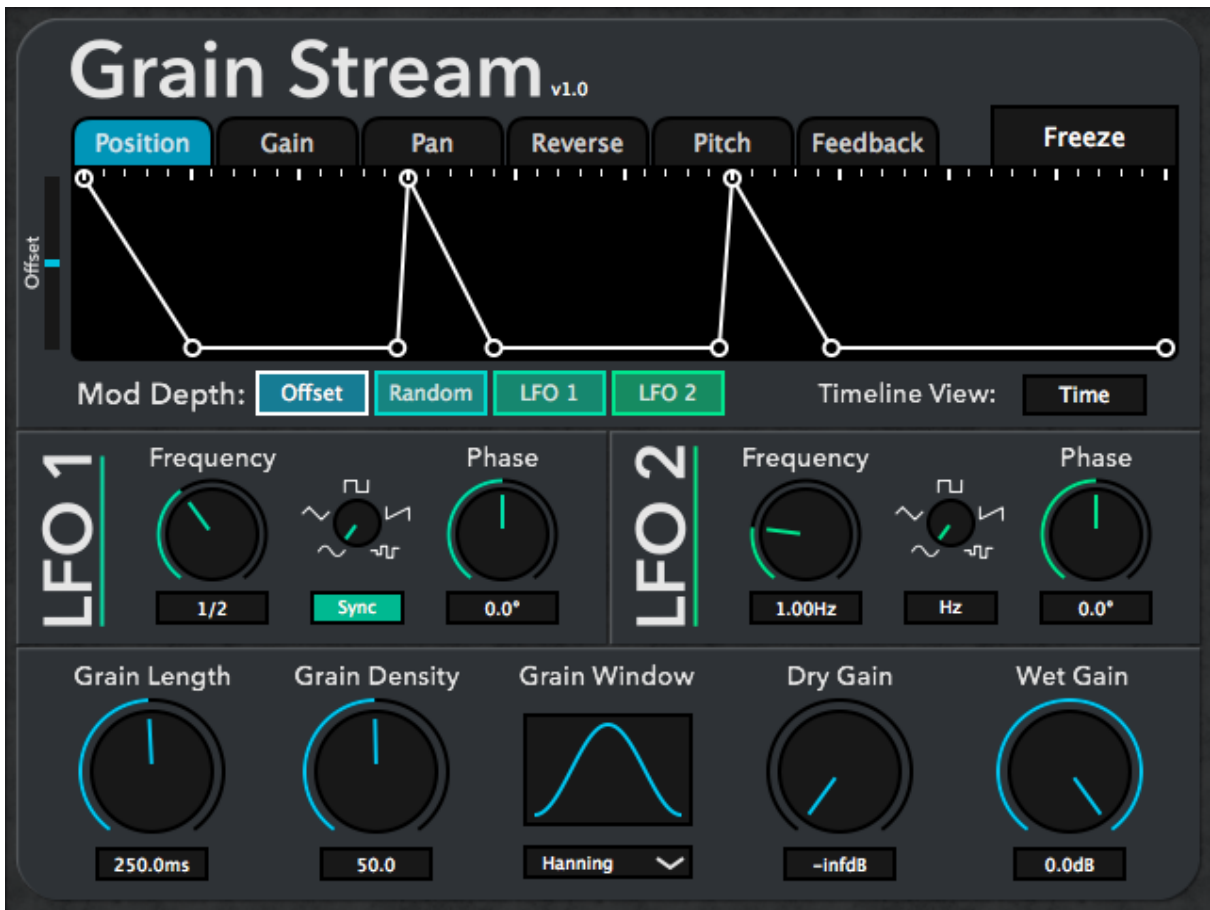 Grain Stream v1.0
Position Gain Pan Reverse Pitch Feedback Freeze
Offset
Mod Depth: Offset Random LFO 1 LFO 2 Timeline View: Time
LFO 1
Frequency Phase
1/2 Sync 0.0°
LFO 2
Frequency Phase
1.00Hz Hz 0.0°
Grain Length Grain Density Grain Window Dry Gain Wet Gain
250.0ms 50.0 Hanning -infdB 0.0dB